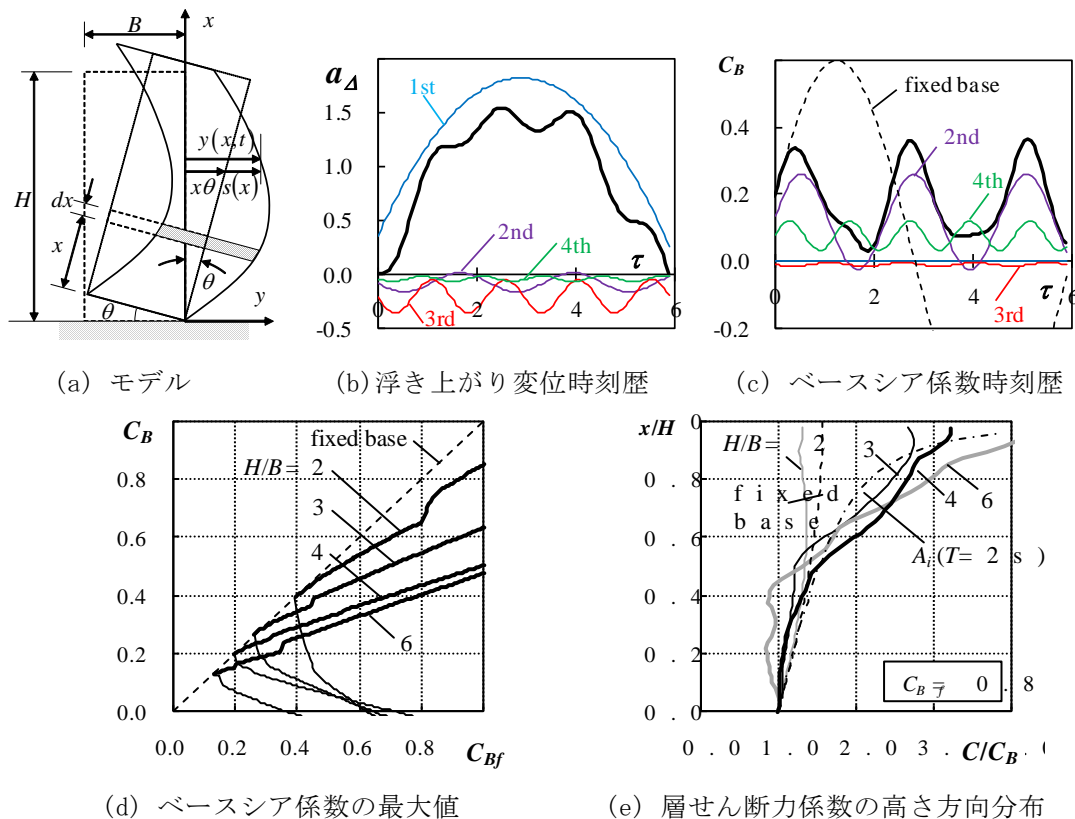 B
x
H
dx
x
y(x,t)
xθ
s(x)
θ
θ
y
(a) モデル
a_Δ
1st
1.5
1.0
0.5
0.0
-0.5
2nd
4th
3rd
0 2 4 6
τ
(b)浮き上がり変位時刻歴
C_B
fixed base
2nd
4th
3rd
0.4
0.2
0.0
-0.2
0 2 4 6
τ
(c) ベースシア係数時刻歴
C_B
fixed base
H/B = 2
3
4
6
0.8
0.6
0.4
0.2
0.0
0.0 0.2 0.4 0.6 0.8
C_Bf
(d) ベースシア係数の最大値
x/H
0
H/B = 2
3
4
6
fixed
base
A_i (T= 2 s)
0.8
0.6
0.4
0.2
0.0
C_Bf = 0.8
0.0 1.0 2.0 3.
C/C_B
(e) 層せん断力係数の高さ方向分布